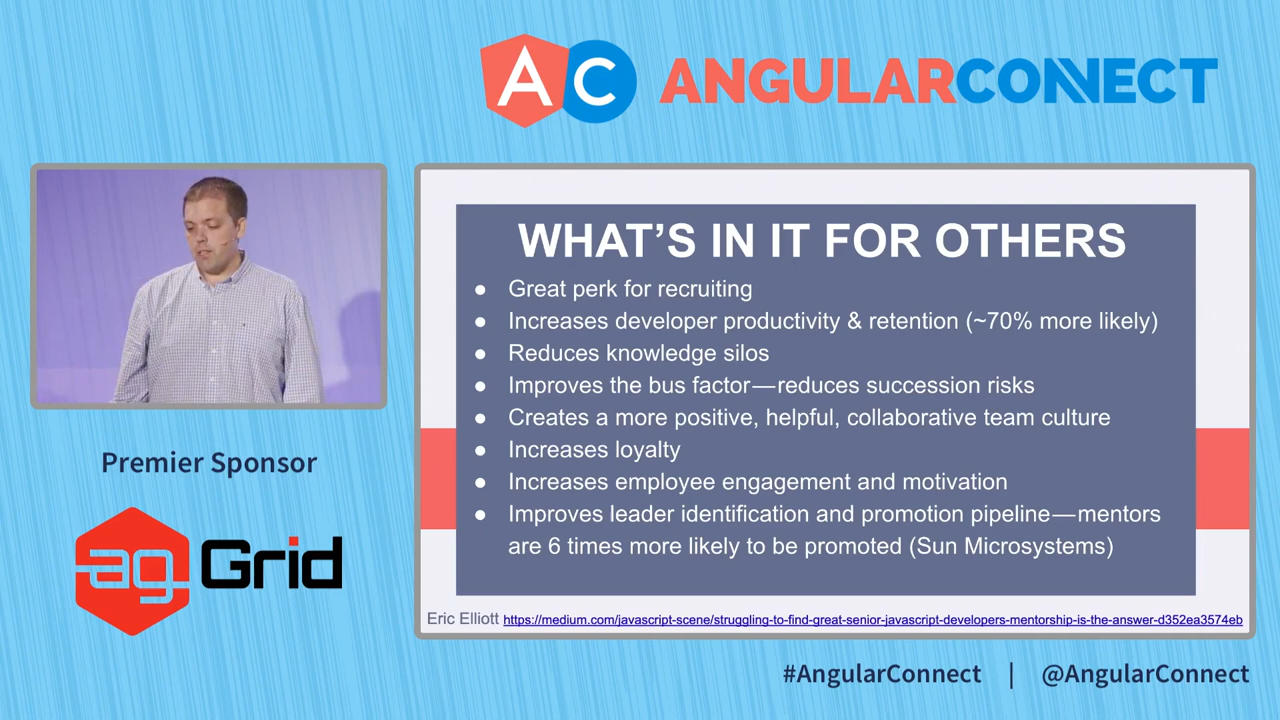 AC ANGULARCONNECT
WHAT’S IN IT FOR OTHERS
● Great perk for recruiting
● Increases developer productivity & retention (~70% more likely)
● Reduces knowledge silos
● Improves the bus factor—reduces succession risks
● Creates a more positive, helpful, collaborative team culture
● Increases loyalty
● Increases employee engagement and motivation
● Improves leader identification and promotion pipeline—mentors
are 6 times more likely to be promoted (Sun Microsystems)
Eric Elliott https://medium.com/javascript-scene/struggling-to-find-great-senior-javascript-developers-mentorship-is-the-answer-d352ea3574eb
Premier Sponsor
ag Grid
#AngularConnect | @AngularConnect